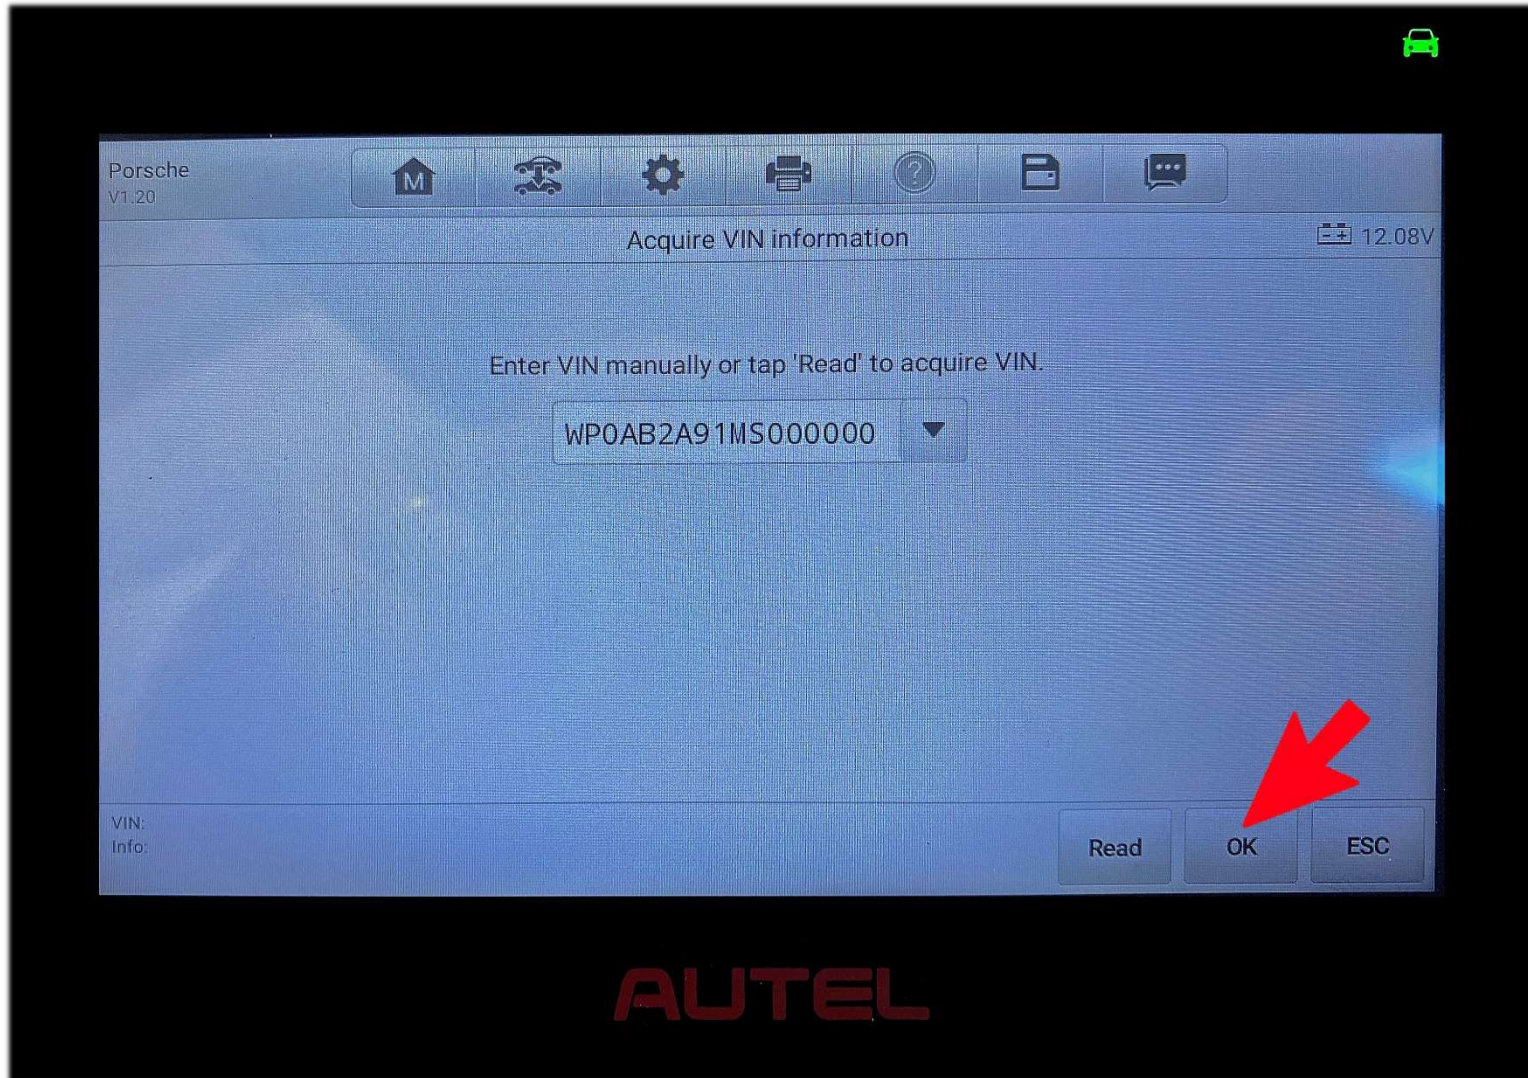 Porsche
V1.20
M
?
Acquire VIN information
12.08V
Enter VIN manually or tap 'Read' to acquire VIN.
WP0AB2A91MS000000
VIN:
Info:
Read
OK
ESC
AUTEL